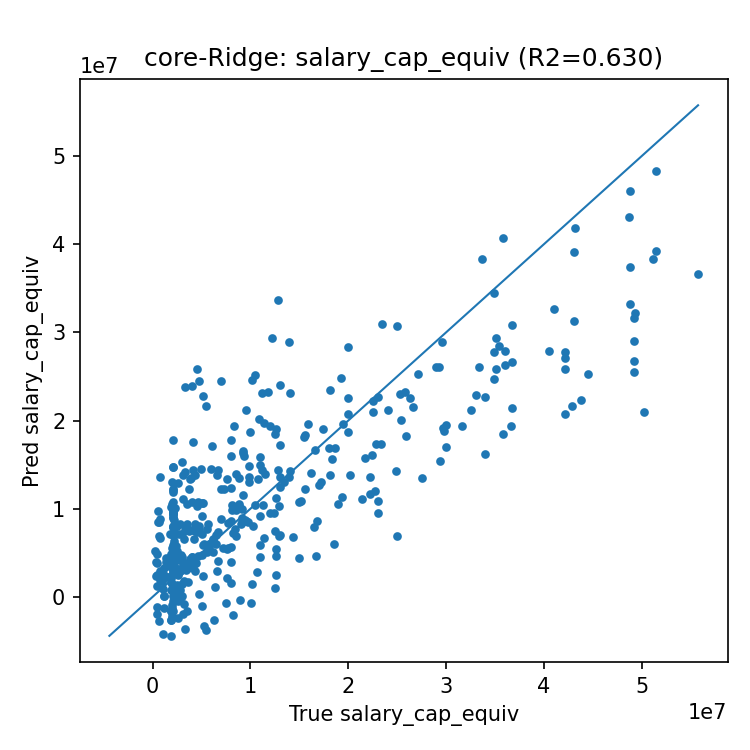 core-Ridge: salary_cap_equiv (R2=0.630)
1e7
5
4
3
2
1
0
Pred salary_cap_equiv
0 1 2 3 4 5
1e7
True salary_cap_equiv